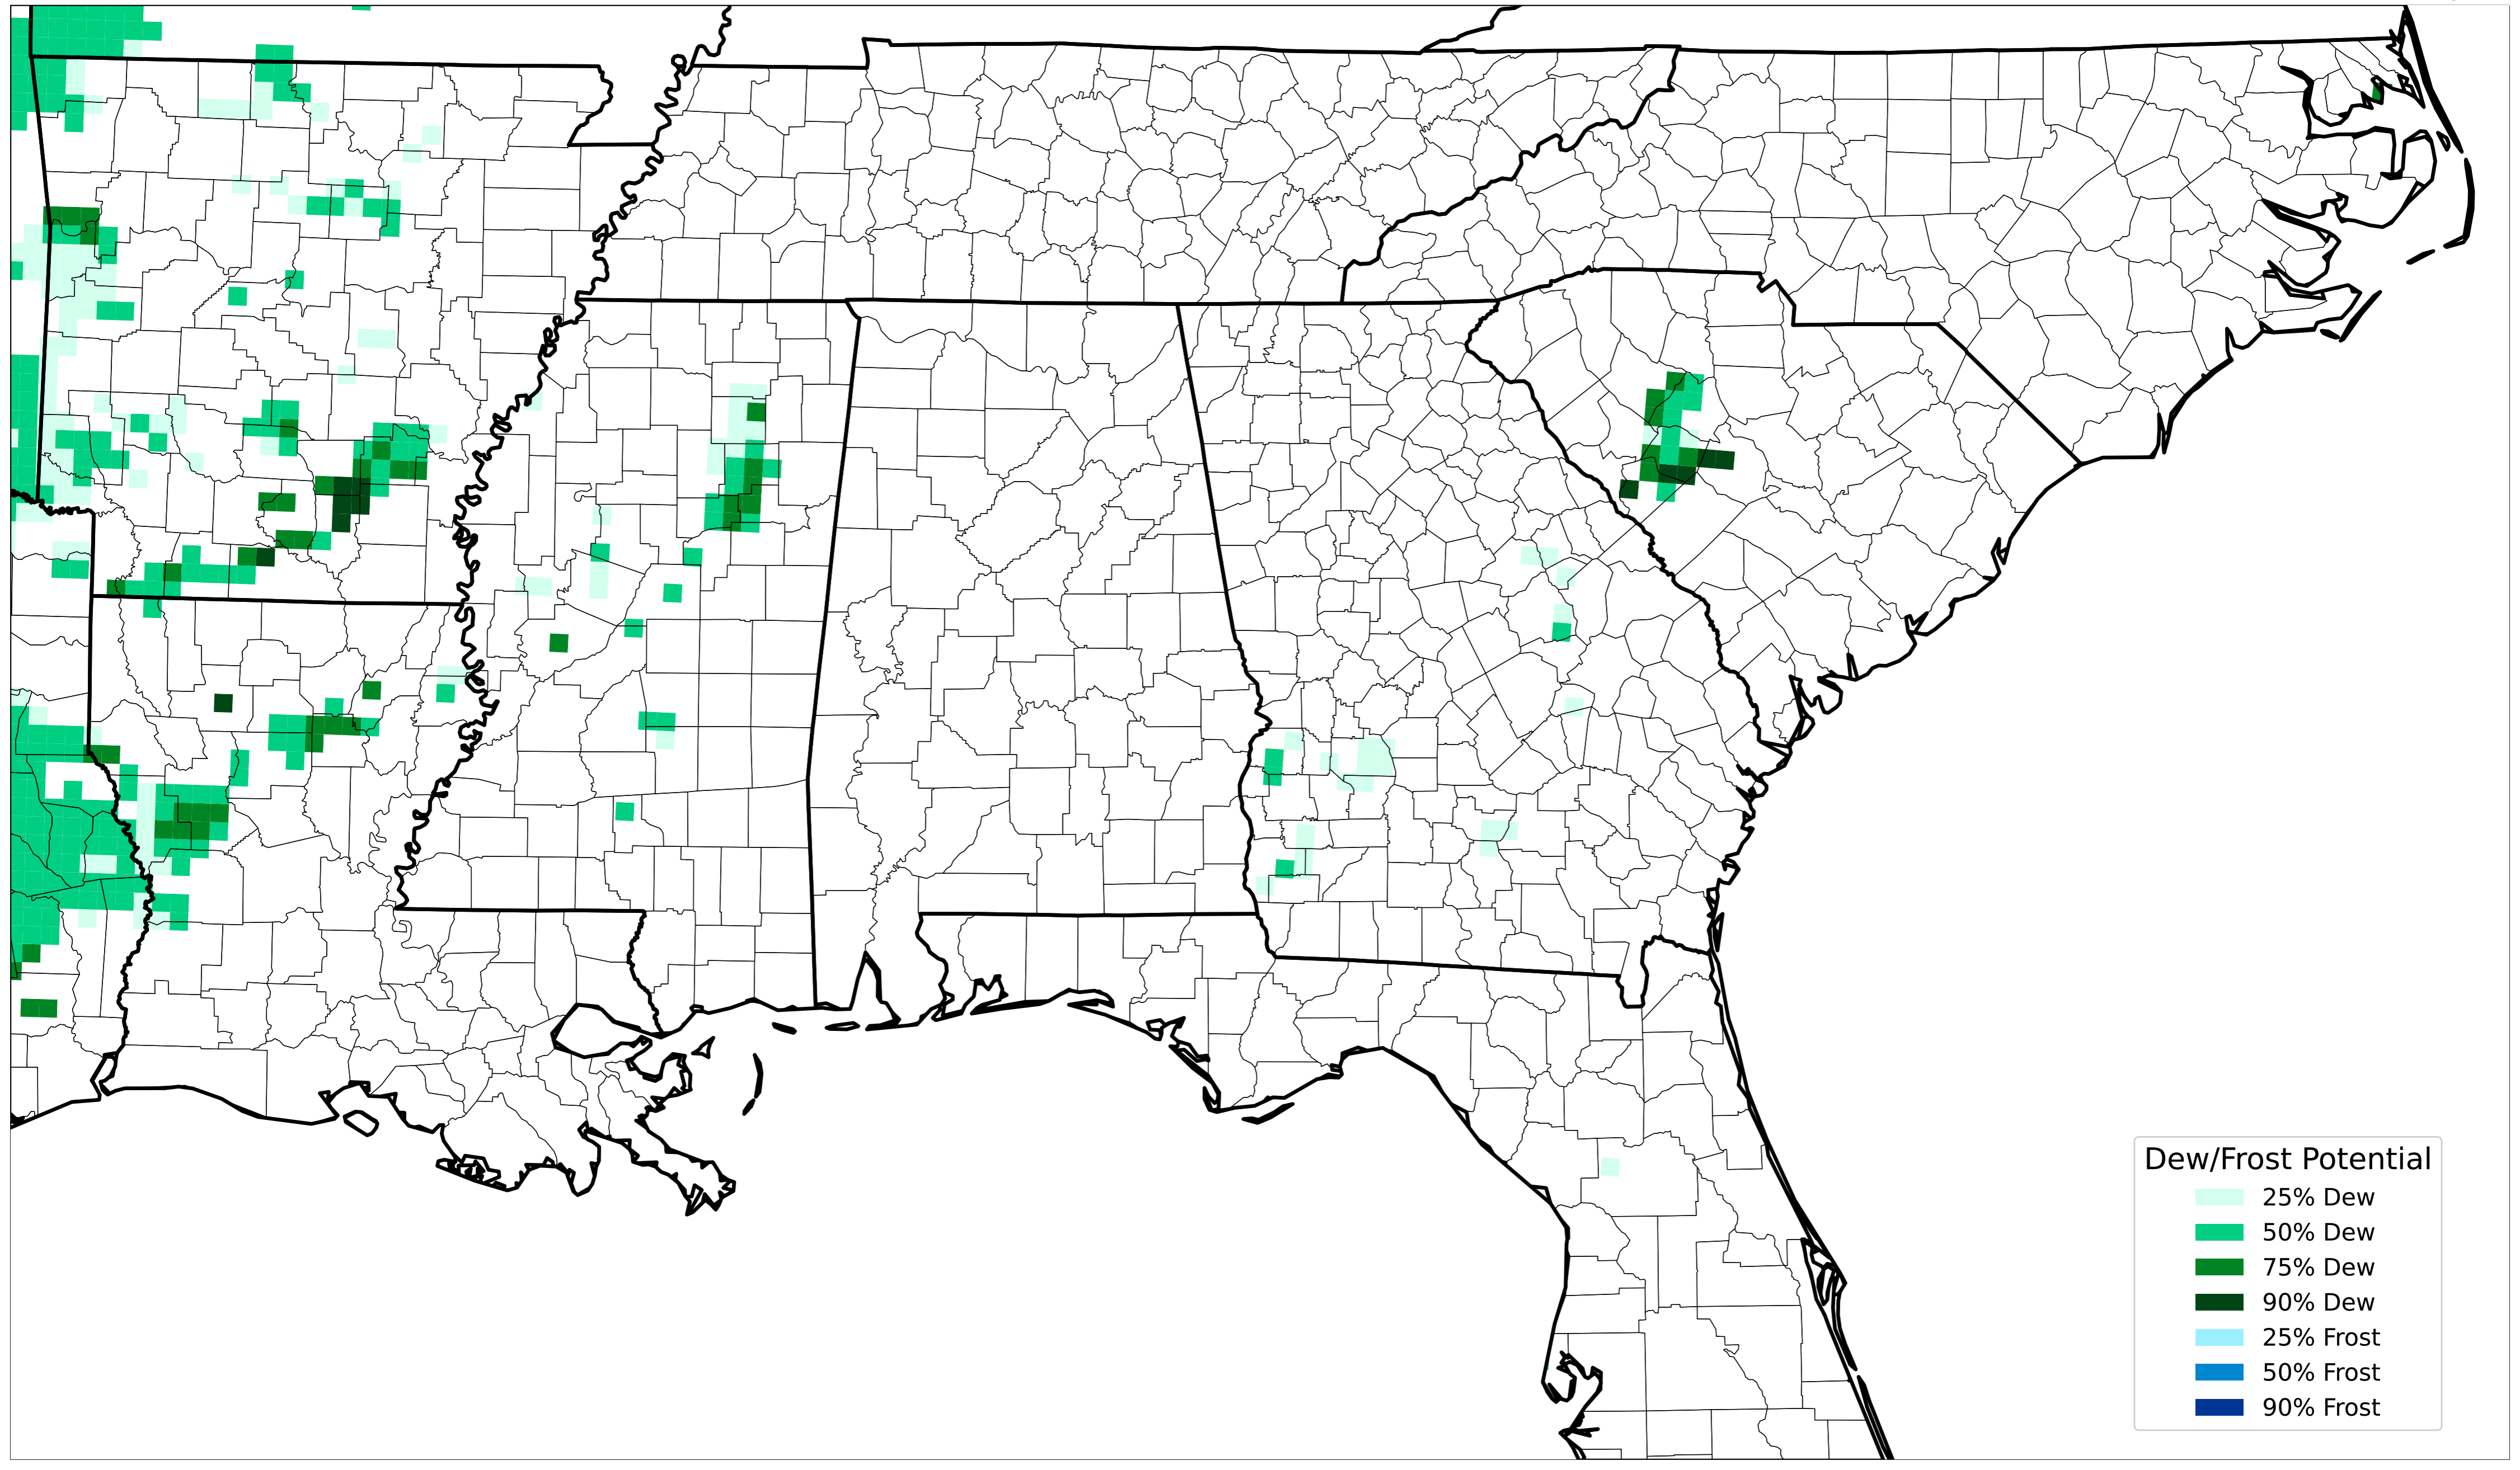 Dew/Frost Potential
25% Dew
50% Dew
75% Dew
90% Dew
25% Frost
50% Frost
90% Frost